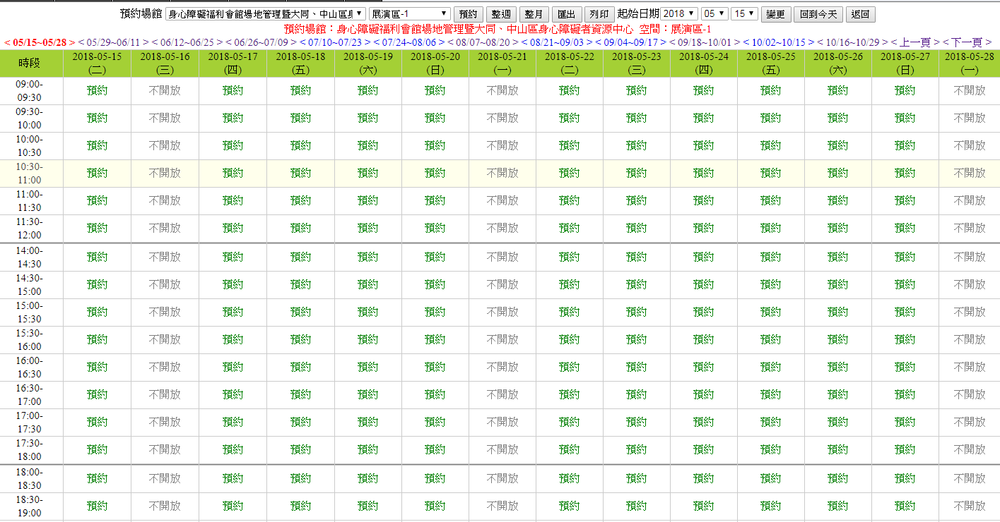 預約場館 身心障礙福利會館場地管理暨大同、中山區身 展演區-1 預約 整週 整月 匯出 列印 起始日期 2018 05 15 變更 回到今天 返回
預約場館：身心障礙福利會館場地管理暨大同、中山區身心障礙者資源中心 空間：展演區-1
< 05/15~05/28 > < 05/29~06/11 > < 06/12~06/25 > < 06/26~07/09 > < 07/10~07/23 > < 07/24~08/06 > < 08/07~08/20 > < 08/21~09/03 > < 09/04~09/17 > < 09/18~10/01 > < 10/02~10/15 > < 10/16~10/29 > < 上一頁 > < 下一頁 >
時段 2018-05-15 (二) 2018-05-16 (三) 2018-05-17 (四) 2018-05-18 (五) 2018-05-19 (六) 2018-05-20 (日) 2018-05-21 (一) 2018-05-22 (二) 2018-05-23 (三) 2018-05-24 (四) 2018-05-25 (五) 2018-05-26 (六) 2018-05-27 (日) 2018-05-28 (一)
09:00-09:30 預約 不開放 預約 預約 預約 預約 不開放 預約 預約 預約 預約 預約 預約 不開放
09:30-10:00 預約 不開放 預約 預約 預約 預約 不開放 預約 預約 預約 預約 預約 預約 不開放
10:00-10:30 預約 不開放 預約 預約 預約 預約 不開放 預約 預約 預約 預約 預約 預約 不開放
10:30-11:00 預約 不開放 預約 預約 預約 預約 不開放 預約 預約 預約 預約 預約 預約 不開放
11:00-11:30 預約 不開放 預約 預約 預約 預約 不開放 預約 預約 預約 預約 預約 預約 不開放
11:30-12:00 預約 不開放 預約 預約 預約 預約 不開放 預約 預約 預約 預約 預約 預約 不開放
14:00-14:30 預約 不開放 預約 預約 預約 預約 不開放 預約 預約 預約 預約 預約 預約 不開放
14:30-15:00 預約 不開放 預約 預約 預約 預約 不開放 預約 預約 預約 預約 預約 預約 不開放
15:00-15:30 預約 不開放 預約 預約 預約 預約 不開放 預約 預約 預約 預約 預約 預約 不開放
15:30-16:00 預約 不開放 預約 預約 預約 預約 不開放 預約 預約 預約 預約 預約 預約 不開放
16:00-16:30 預約 不開放 預約 預約 預約 預約 不開放 預約 預約 預約 預約 預約 預約 不開放
16:30-17:00 預約 不開放 預約 預約 預約 預約 不開放 預約 預約 預約 預約 預約 預約 不開放
17:00-17:30 預約 不開放 預約 預約 預約 預約 不開放 預約 預約 預約 預約 預約 預約 不開放
17:30-18:00 預約 不開放 預約 預約 預約 預約 不開放 預約 預約 預約 預約 預約 預約 不開放
18:00-18:30 預約 不開放 預約 預約 預約 預約 不開放 預約 預約 預約 預約 預約 預約 不開放
18:30-19:00 預約 不開放 預約 預約 預約 預約 不開放 預約 預約 預約 預約 預約 預約 不開放